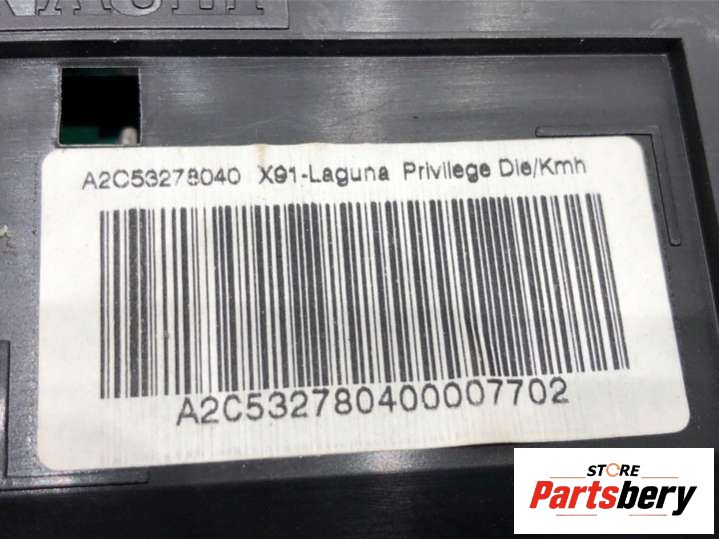 A2C53278040 X91-Laguna Privilege Die/Kmh
A2C532780400007702
STORE
Partsbery